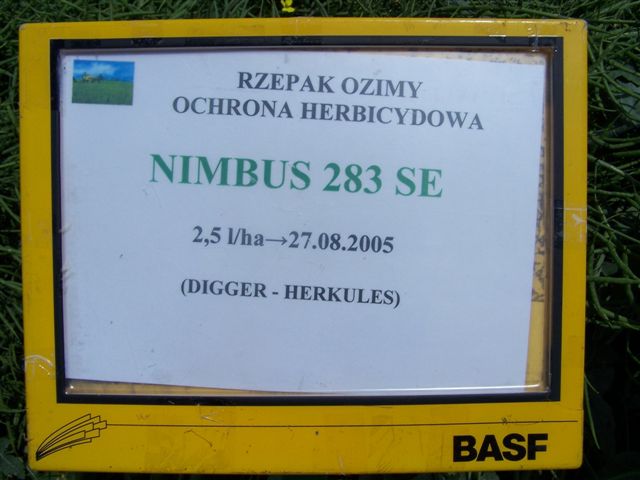 RZEPAK OZIMY
OCHRONA HERBICYDOWA
NIMBUS 283 SE
2,5 l/ha→27.08.2005
(DIGGER - HERKULES)
BASF